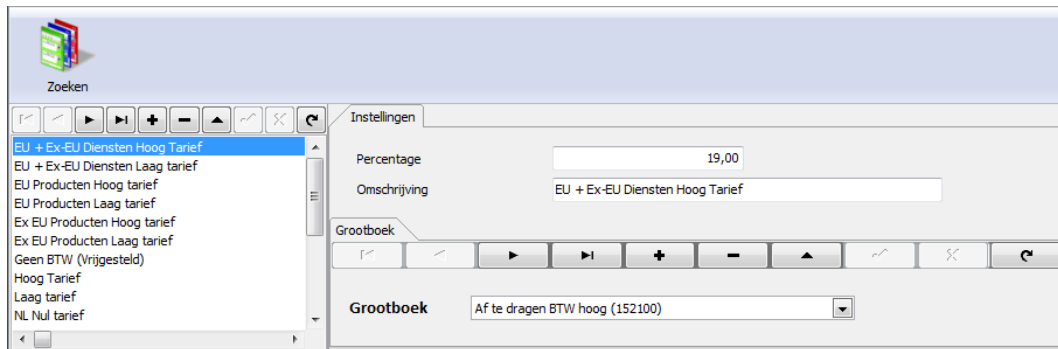 Zoeken
Instellingen
EU + Ex-EU Diensten Hoog Tarief
EU + Ex-EU Diensten Laag tarief
EU Producten Hoog tarief
EU Producten Laag tarief
Ex EU Producten Hoog tarief
Ex EU Producten Laag tarief
Geen BTW (Vrijgesteld)
Hoog Tarief
Laag tarief
NL Nul tarief
Percentage 19,00
Omschrijving EU + Ex-EU Diensten Hoog Tarief
Grootboek
Grootboek Af te dragen BTW hoog (152100)